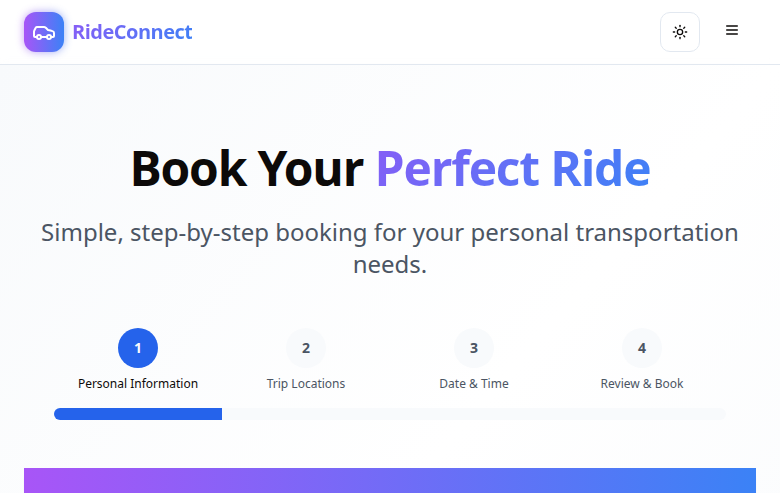 RideConnect
Book Your Perfect Ride
Simple, step-by-step booking for your personal transportation
needs.
1
2
3
4
Personal Information
Trip Locations
Date & Time
Review & Book